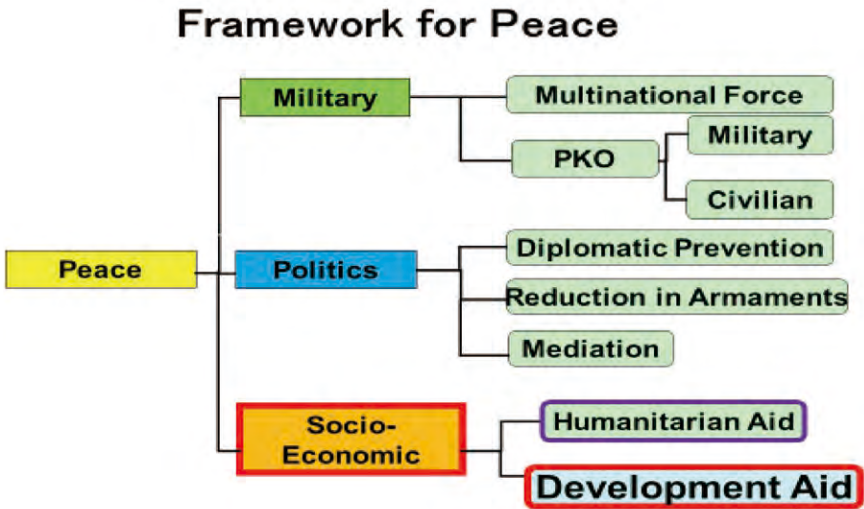 Framework for Peace
Military
Multinational Force
PKO
Military
Civilian
Peace
Politics
Diplomatic Prevention
Reduction in Armaments
Mediation
Socio-
Economic
Humanitarian Aid
Development Aid